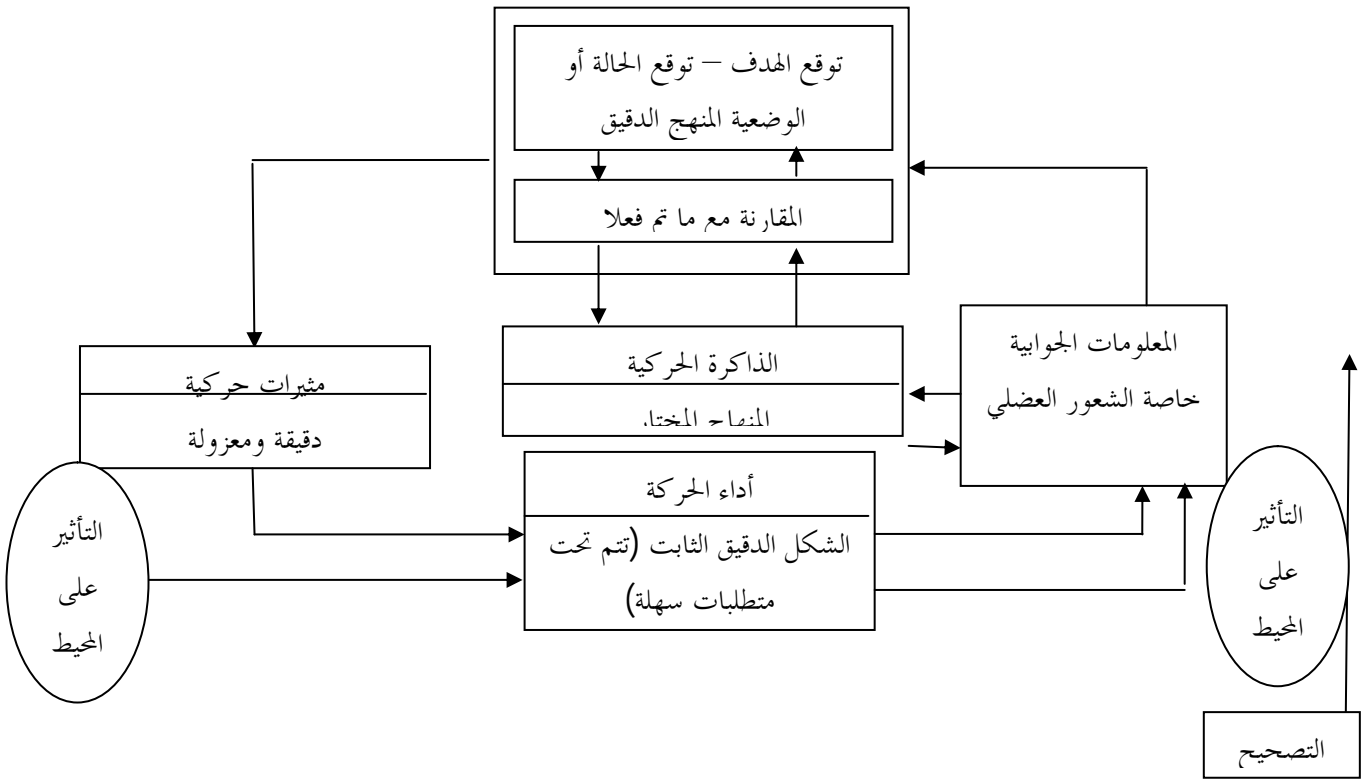 توقع الهدف – توقع الحالة أو
الوضعية المنهج الدقيق
المقارنة مع ما تم فعلا
المعلومات الجوابية
خاصة الشعور العضلي
الذاكرة الحركية
المنهاج المختار
مثيرات حركية
دقيقة ومعزولة
أداء الحركة
الشكل الدقيق الثابت (تتم تحت
متطلبات سهلة)
التأثير
على
المحيط
التأثير
على
المحيط
التصحيح